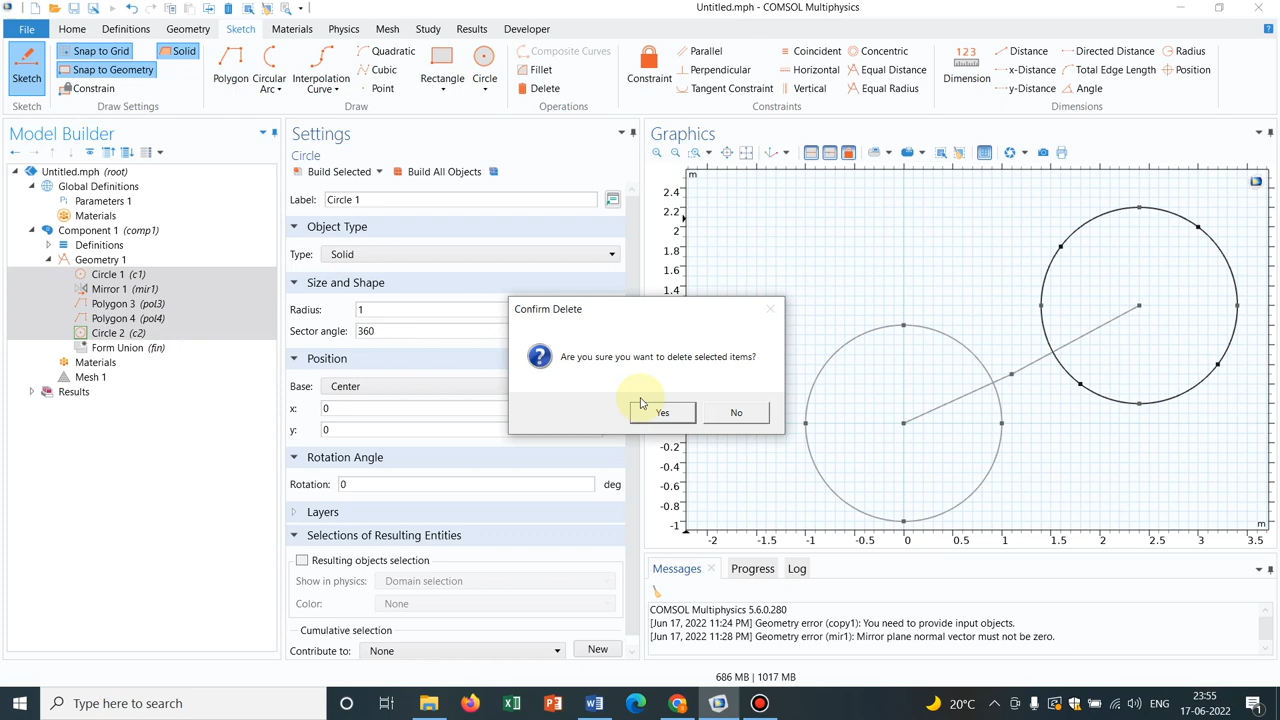 Untitled.mph - COMSOL Multiphysics
File
Home
Definitions
Geometry
Sketch
Materials
Physics
Mesh
Study
Results
Developer
Sketch
Snap to Grid
Solid
Snap to Geometry
Constrain
Draw Settings
Polygon
Circular Arc
Interpolation Curve
Quadratic
Cubic
Point
Rectangle
Circle
Draw
Composite Curves
Fillet
Delete
Operations
Constraint
Parallel
Perpendicular
Tangent Constraint
Coincident
Horizontal
Vertical
Concentric
Equal Distance
Equal Radius
Constraints
123
Dimension
Distance
x-Distance
y-Distance
Directed Distance
Total Edge Length
Angle
Radius
Position
Dimensions
Model Builder
Untitled.mph (root)
Global Definitions
Parameters 1
Materials
Component 1 (comp1)
Definitions
Geometry 1
Circle 1 (c1)
Mirror 1 (mir1)
Polygon 3 (pol3)
Polygon 4 (pol4)
Circle 2 (c2)
Form Union (fin)
Materials
Mesh 1
Results
Settings
Circle
Build Selected
Build All Objects
Label: Circle 1
Object Type
Type: Solid
Size and Shape
Radius: 1
Sector angle: 360
Position
Base: Center
x: 0
y: 0
Rotation Angle
Rotation: 0 deg
Layers
Selections of Resulting Entities
Resulting objects selection
Show in physics: Domain selection
Color: None
Cumulative selection
Contribute to: None New
Confirm Delete
Are you sure you want to delete selected items?
Yes
No
Graphics
m
2.4
2.2
2
1.8
1.6
1.4
-0.2
-0.4
-0.6
-0.8
-1
-2 -1.5 -1 -0.5 0 0.5 1 1.5 2 2.5 3 3.5
m
Messages
Progress
Log
COMSOL Multiphysics 5.6.0.280
[Jun 17, 2022 11:24 PM] Geometry error (copy1): You need to provide input objects.
[Jun 17, 2022 11:28 PM] Geometry error (mir1): Mirror plane normal vector must not be zero.
686 MB | 1017 MB
Type here to search
20°C
ENG
23:55
17-06-2022
1